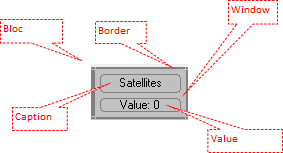 Window
Bloc
Border
Satellites
Value: 0
Caption
Value